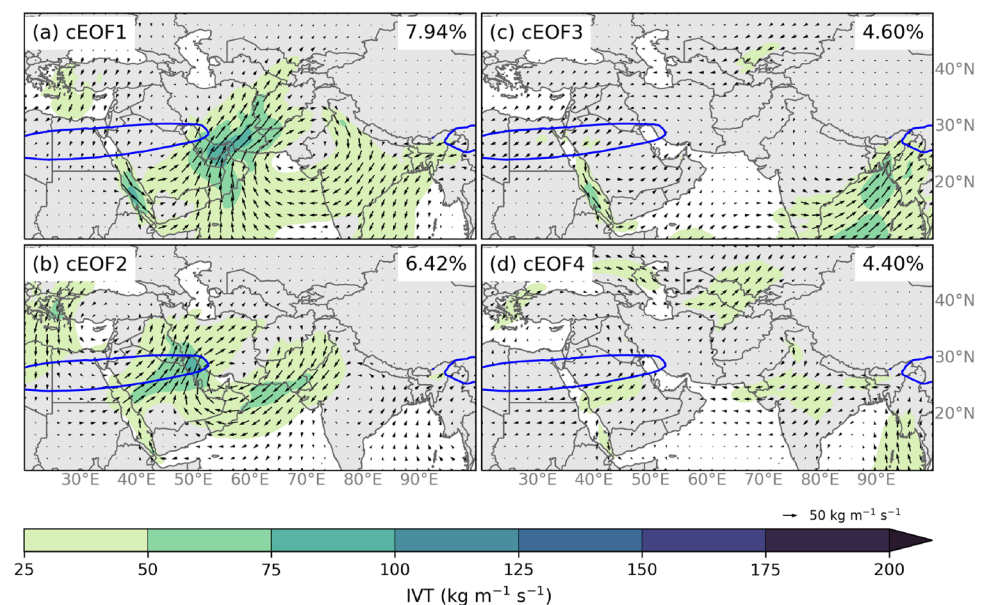 (a) cEOF1 7.94%
(c) cEOF3 4.60%
40°N
30°N
20°N
(b) cEOF2 6.42%
(d) cEOF4 4.40%
40°N
30°N
20°N
30°E 40°E 50°E 60°E 70°E 80°E 90°E
30°E 40°E 50°E 60°E 70°E 80°E 90°E
50 kg m⁻¹ s⁻¹
25 50 75 100 125 150 175 200
IVT (kg m⁻¹ s⁻¹)